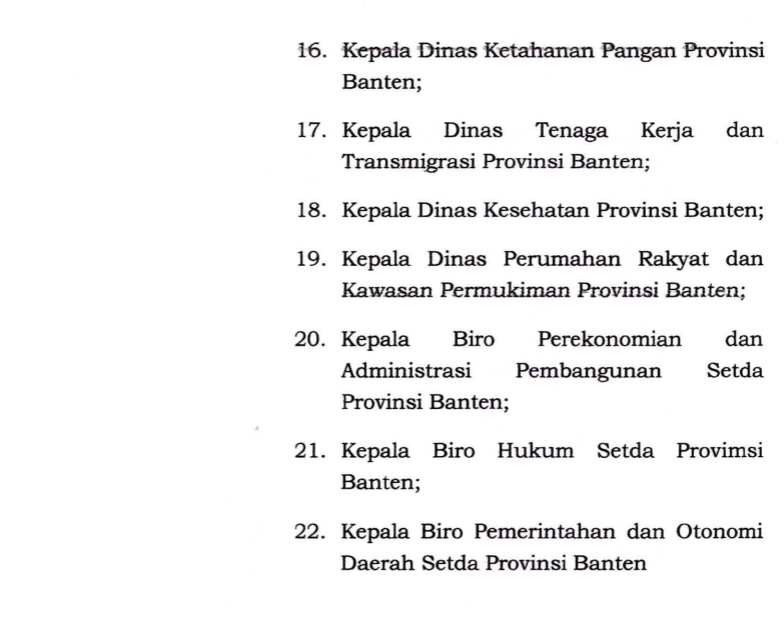 16. Kepala Dinas Ketahanan Pangan Provinsi
Banten;
17. Kepala Dinas Tenaga Kerja dan
Transmigrasi Provinsi Banten;
18. Kepala Dinas Kesehatan Provinsi Banten;
19. Kepala Dinas Perumahan Rakyat dan
Kawasan Permukiman Provinsi Banten;
20. Kepala Biro Perekonomian dan
Administrasi Pembangunan Setda
Provinsi Banten;
21. Kepala Biro Hukum Setda Provimsi
Banten;
22. Kepala Biro Pemerintahan dan Otonomi
Daerah Setda Provinsi Banten